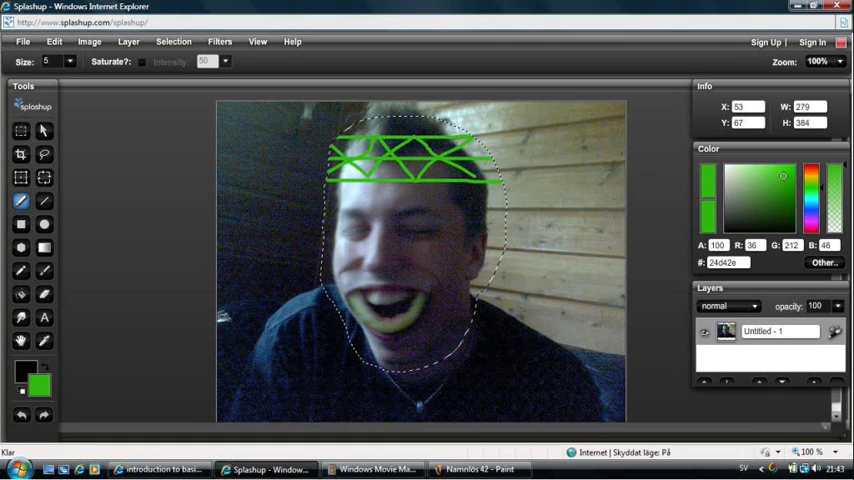 Splashup - Windows Internet Explorer
http://www.splashup.com/splashup/
File Edit Image Layer Selection Filters View Help Sign Up | Sign In
Size: 5 Saturate?: Intensity: 50 Zoom: 100%
Tools
splashup
A
Info
X: 53 W: 279
Y: 67 H: 384
Color
A: 100 R: 36 G: 212 B: 46
#: 24d42e Other..
Layers
normal opacity: 100
Untitled - 1
Klar Internet | Skyddat läge: På 100 %
introduction to basi... Splashup - Window... Windows Movie Ma... Namnlös 42 - Paint SV 21:43